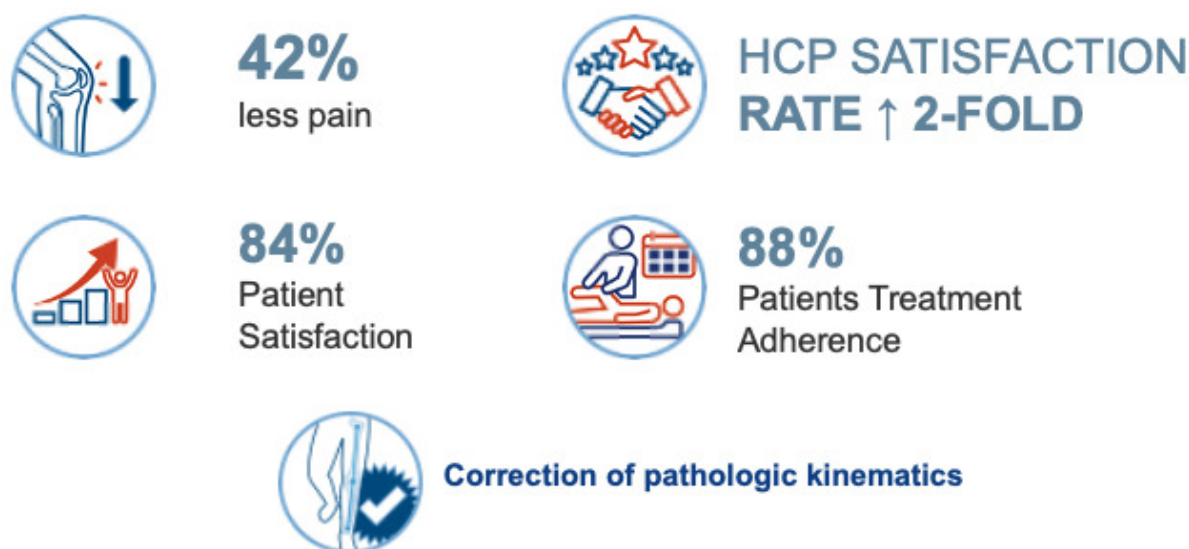 42%
less pain
HCP SATISFACTION
RATE ↑ 2-FOLD
84%
Patient
Satisfaction
88%
Patients Treatment
Adherence
Correction of pathologic kinematics